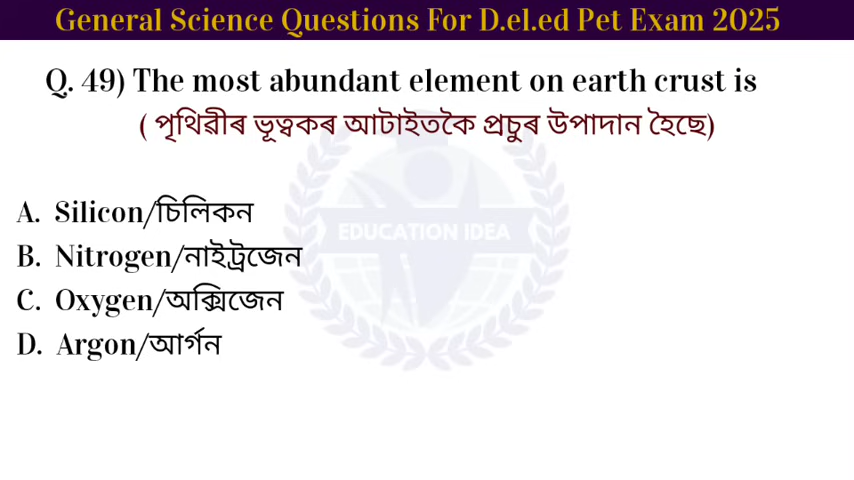 General Science Questions For D.el.ed Pet Exam 2025
Q. 49) The most abundant element on earth crust is
( পৃথিৱীৰ ভূত্বকৰ আটাইতকৈ প্ৰচুৰ উপাদান হৈছে)
EDUCATION IDEA
A. Silicon/চিলিকন
B. Nitrogen/নাইট্ৰজেন
C. Oxygen/অক্সিজেন
D. Argon/আৰ্গন